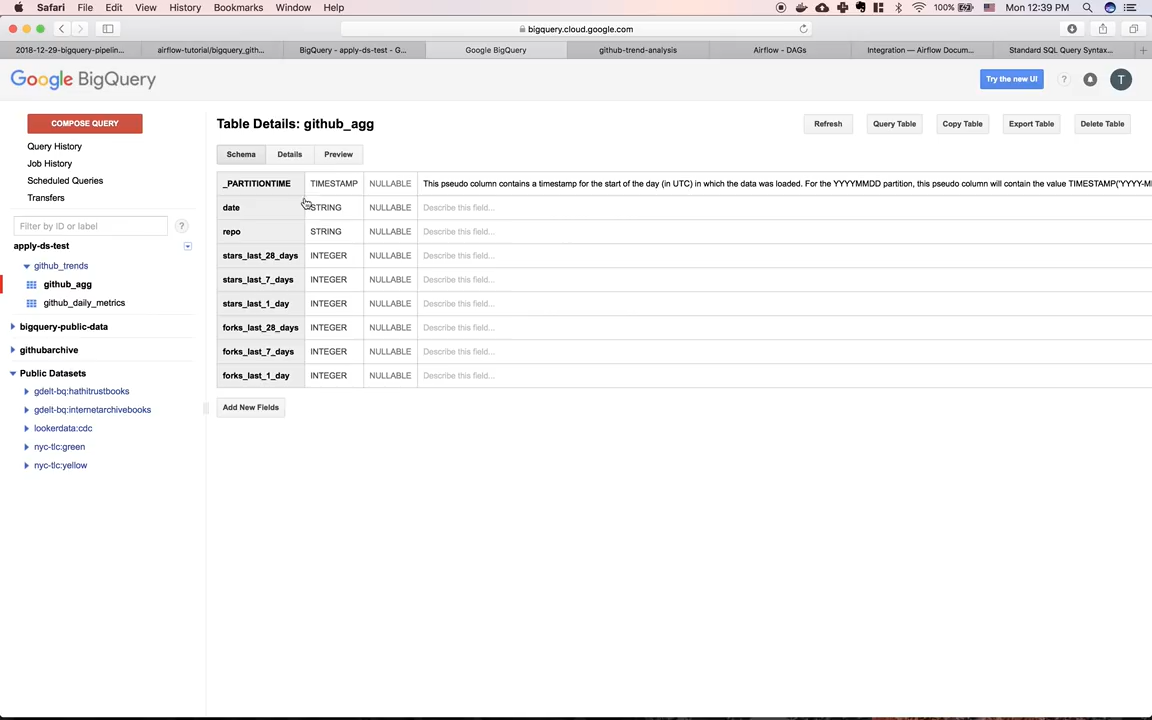 Safari File Edit View History Bookmarks Window Help 100% Mon 12:39 PM
bigquery.cloud.google.com
2018-12-29-bigquery-pipelin... airflow-tutorial/bigquery_gith... BigQuery - apply-ds-test - G... Google BigQuery github-trend-analysis Airflow - DAGs Integration — Airflow Docum... Standard SQL Query Syntax... +
Google BigQuery Try the new UI ? T
COMPOSE QUERY
Query History
Job History
Scheduled Queries
Transfers
Filter by ID or label ?
apply-ds-test
github_trends
github_agg
github_daily_metrics
bigquery-public-data
githubarchive
Public Datasets
gdelt-bq:hathitrustbooks
gdelt-bq:internetarchivebooks
lookerdata:cdc
nyc-tlc:green
nyc-tlc:yellow
Table Details: github_agg Refresh Query Table Copy Table Export Table Delete Table
Schema Details Preview
_PARTITIONTIME TIMESTAMP NULLABLE This pseudo column contains a timestamp for the start of the day (in UTC) in which the data was loaded. For the YYYYMMDD partition, this pseudo column will contain the value TIMESTAMP('YYYY-M
date STRING NULLABLE Describe this field...
repo STRING NULLABLE Describe this field...
stars_last_28_days INTEGER NULLABLE Describe this field...
stars_last_7_days INTEGER NULLABLE Describe this field...
stars_last_1_day INTEGER NULLABLE Describe this field...
forks_last_28_days INTEGER NULLABLE Describe this field...
forks_last_7_days INTEGER NULLABLE Describe this field...
forks_last_1_day INTEGER NULLABLE Describe this field...
Add New Fields